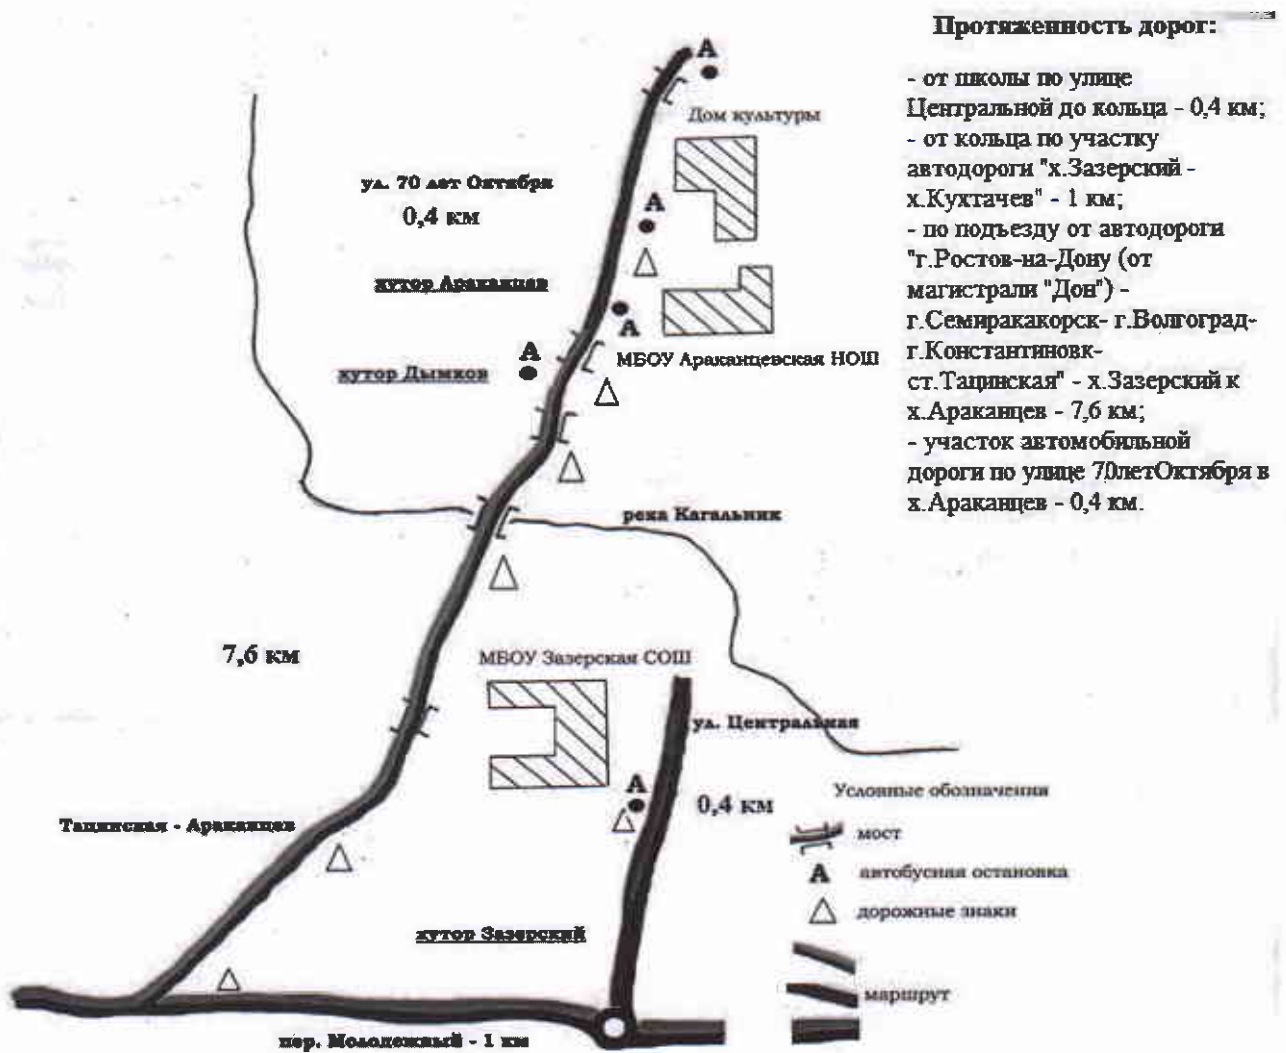 Протяженность дорог:
- от школы по улице
Центральной до кольца - 0,4 км;
- от кольца по участку
автодороги "х.Зазерский -
х.Кухтачев" - 1 км;
- по подъезду от автодороги
"г.Ростов-на-Дону (от
магистрали "Дон") -
г.Семиракакорск- г.Волгоград-
г.Константиновк-
ст.Тацинская" - х.Зазерский к
х.Араканцев - 7,6 км;
- участок автомобильной
дороги по улице 70летОктября в
х.Араканцев - 0,4 км.
А
Дом культуры
ул. 70 лет Октября
0,4 км
А
хутор Араканцев
А
МБОУ Араканцевская НОШ
А
хутор Дымков
река Кагальник
7,6 км
МБОУ Зазерская СОШ
ул. Центральная
А
0,4 км
Тацинская - Араканцев
хутор Зазерский
пер. Молодежный - 1 км
Условные обозначения
мост
А автобусная остановка
дорожные знаки
маршрут